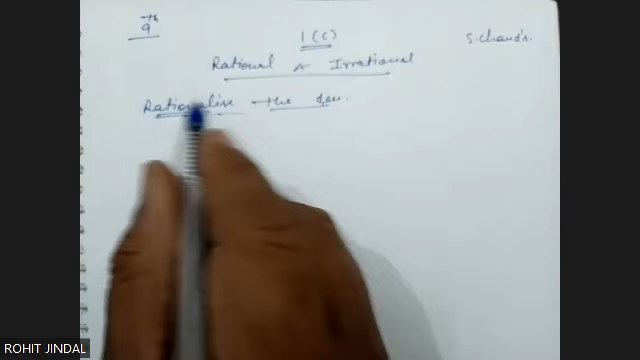 9th
1(c)
S.chand's.
Rational & Irrational
Rationalise the den.
ROHIT JINDAL